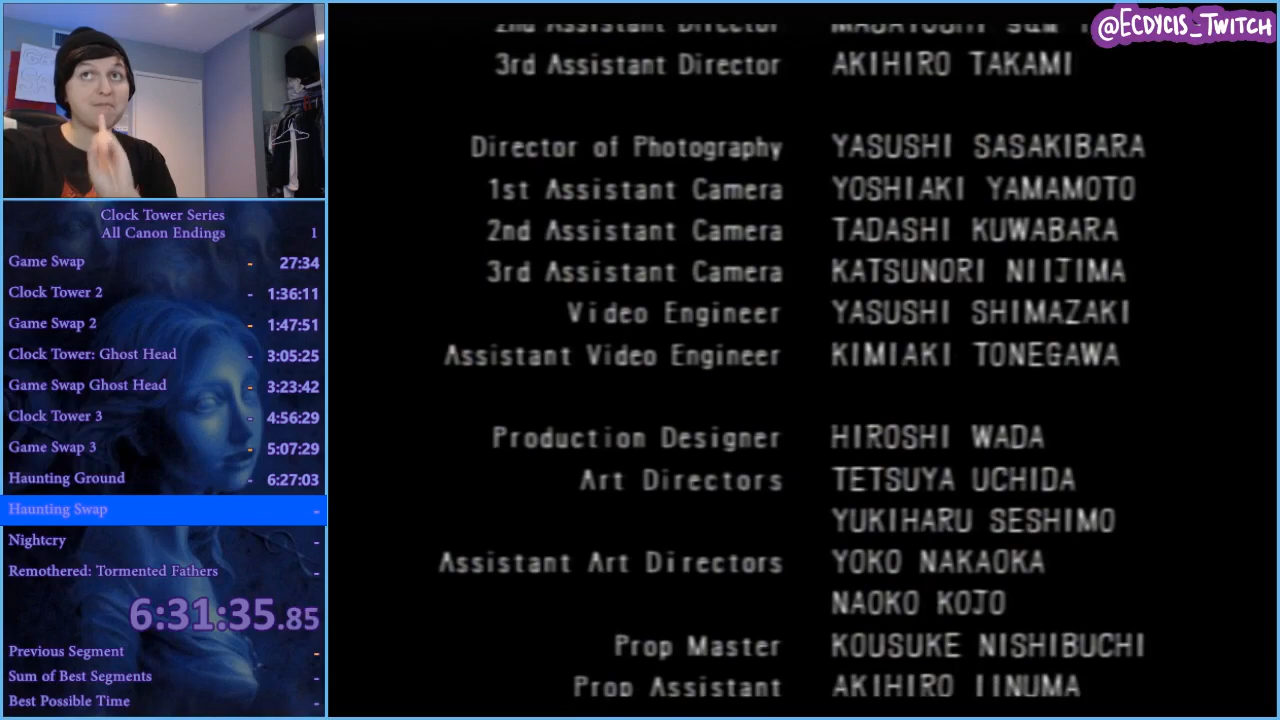 @Ecdycis_Twitch
Clock Tower Series
All Canon Endings 1
Game Swap - 27:34
Clock Tower 2 - 1:36:11
Game Swap 2 - 1:47:51
Clock Tower: Ghost Head - 3:05:25
Game Swap Ghost Head - 3:23:42
Clock Tower 3 - 4:56:29
Game Swap 3 - 5:07:29
Haunting Ground - 6:27:03
Haunting Swap -
Nightcry -
Remothered: Tormented Fathers -
6:31:35.85
Previous Segment -
Sum of Best Segments -
Best Possible Time -
2nd Assistant Director
3rd Assistant Director AKIHIRO TAKAMI
Director of Photography YASUSHI SASAKIBARA
1st Assistant Camera YOSHIAKI YAMAMOTO
2nd Assistant Camera TADASHI KUWABARA
3rd Assistant Camera KATSUNORI NIIJIMA
Video Engineer YASUSHI SHIMAZAKI
Assistant Video Engineer KIMIAKI TONEGAWA
Production Designer HIROSHI WADA
Art Directors TETSUYA UCHIDA
YUKIHARU SESHIMO
Assistant Art Directors YOKO NAKAOKA
NAOKO KOJO
Prop Master KOUSUKE NISHIBUCHI
Prop Assistant AKIHIRO IINUMA